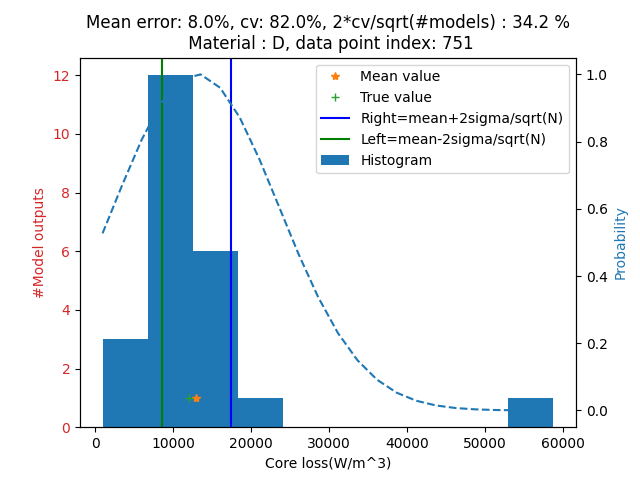 Mean error: 8.0%, cv: 82.0%, 2*cv/sqrt(#models) : 34.2 %
Material : D, data point index: 751
Mean value
True value
Right=mean+2sigma/sqrt(N)
Left=mean-2sigma/sqrt(N)
Histogram
12
10
8
6
4
2
0
#Model outputs
1.0
0.8
0.6
0.4
0.2
0.0
Probability
0 10000 20000 30000 40000 50000 60000
Core loss(W/m^3)